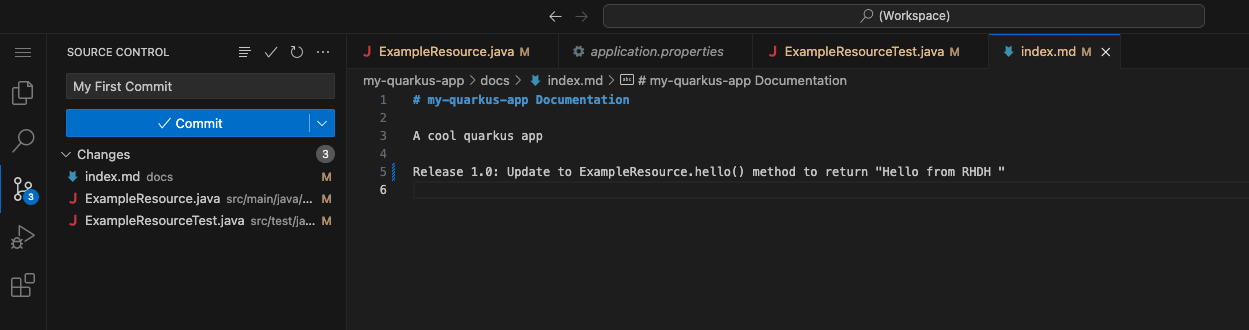 (Workspace)
SOURCE CONTROL
ExampleResource.java M
application.properties
ExampleResourceTest.java M
index.md M
My First Commit
my-quarkus-app > docs > index.md > # my-quarkus-app Documentation
Commit
Changes 3
index.md docs M
ExampleResource.java src/main/java/... M
ExampleResourceTest.java src/test/ja... M
3
1 # my-quarkus-app Documentation
2
3 A cool quarkus app
4
5 Release 1.0: Update to ExampleResource.hello() method to return "Hello from RHDH "
6